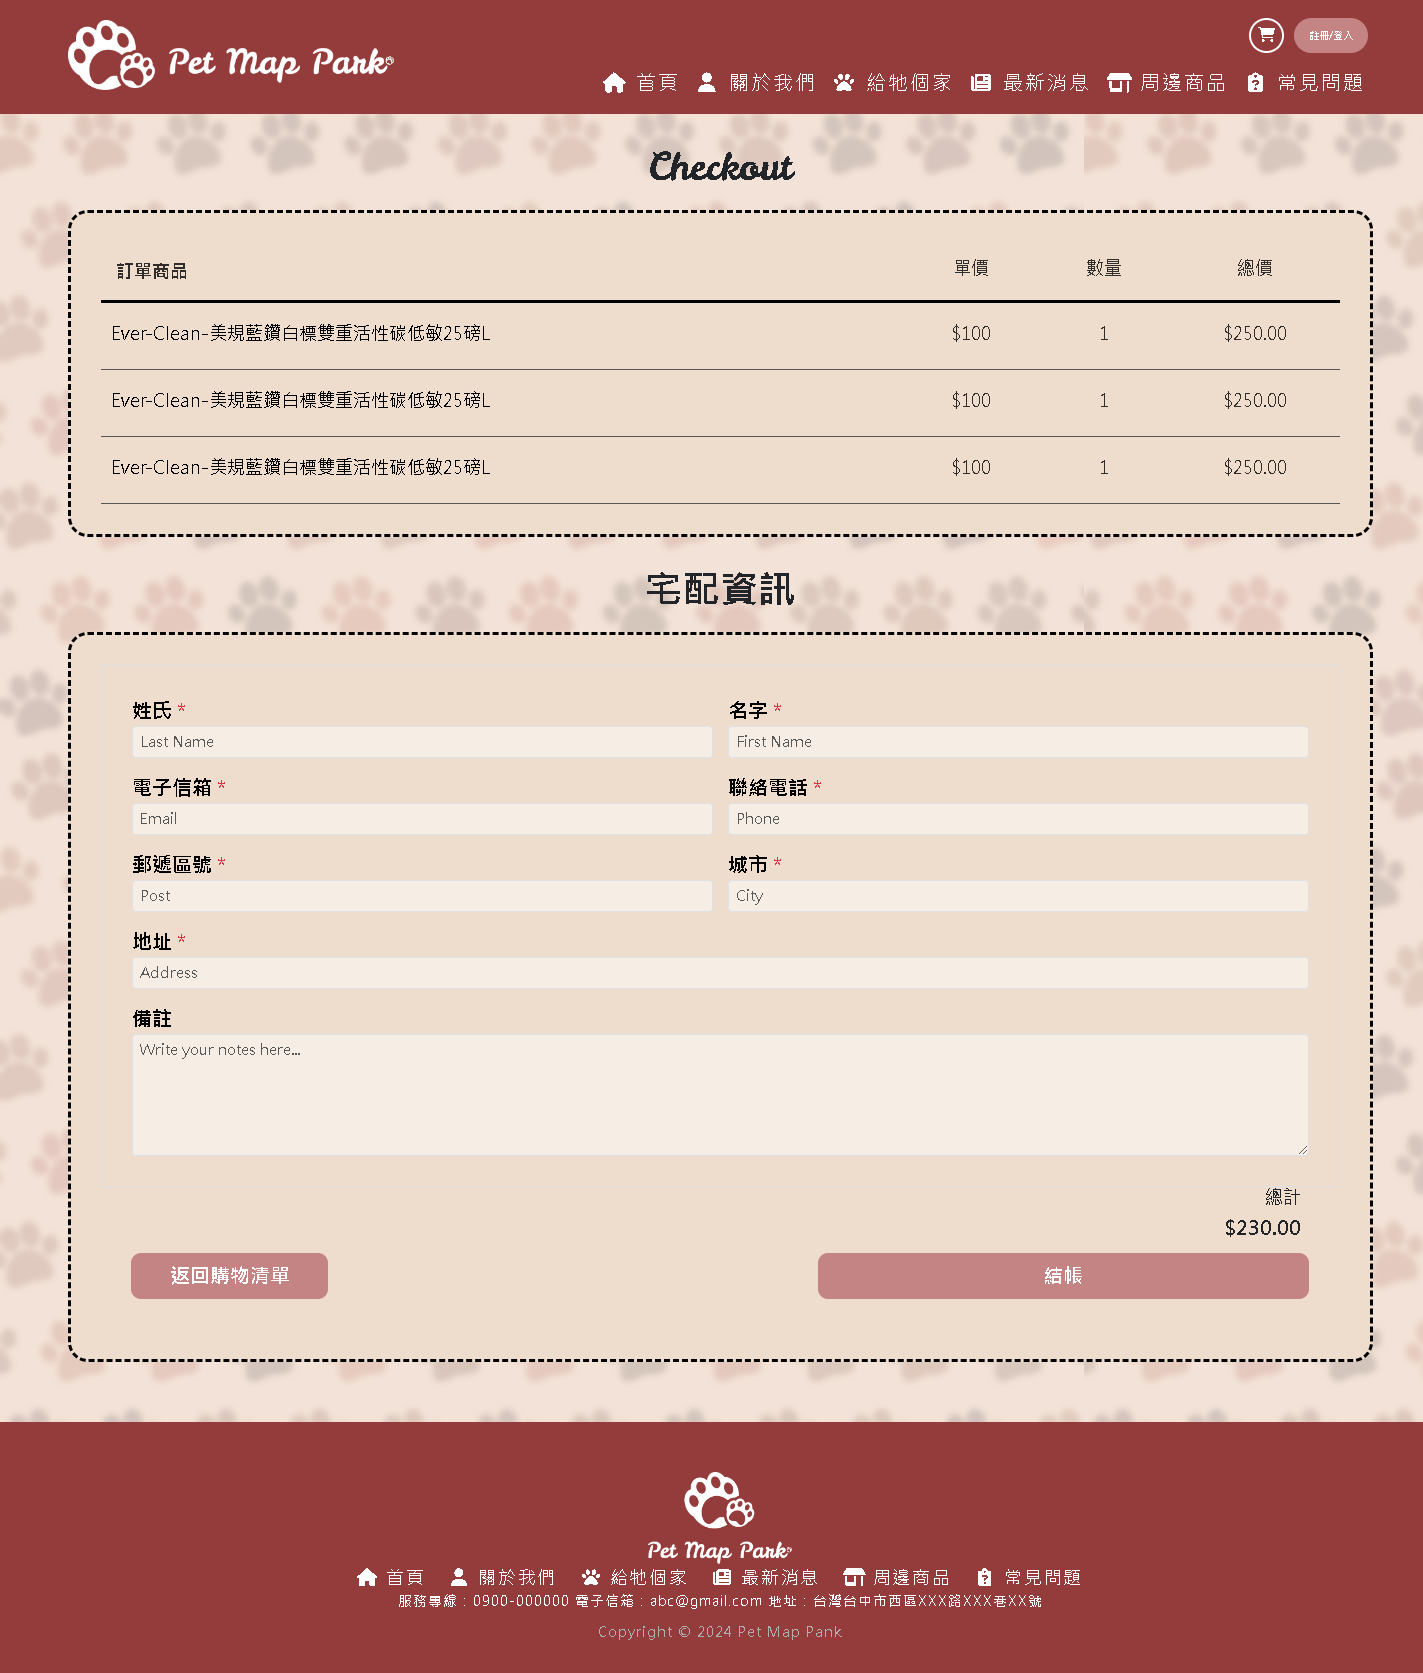 Pet Map Park®
註冊/登入
首頁 關於我們 給牠個家 最新消息 周邊商品 常見問題
Checkout
訂單商品 單價 數量 總價
Ever-Clean-美規藍鑽白標雙重活性碳低敏25磅L $100 1 $250.00
Ever-Clean-美規藍鑽白標雙重活性碳低敏25磅L $100 1 $250.00
Ever-Clean-美規藍鑽白標雙重活性碳低敏25磅L $100 1 $250.00
宅配資訊
姓氏 * 名字 *
Last Name First Name
電子信箱 * 聯絡電話 *
Email Phone
郵遞區號 * 城市 *
Post City
地址 *
Address
備註
Write your notes here...
總計
$230.00
返回購物清單 結帳
Pet Map Park
首頁 關於我們 給牠個家 最新消息 周邊商品 常見問題
服務專線 : 0900-000000 電子信箱 : abc@gmail.com 地址 : 台灣台中市西區XXX路XXX巷XX號
Copyright © 2024 Pet Map Pank